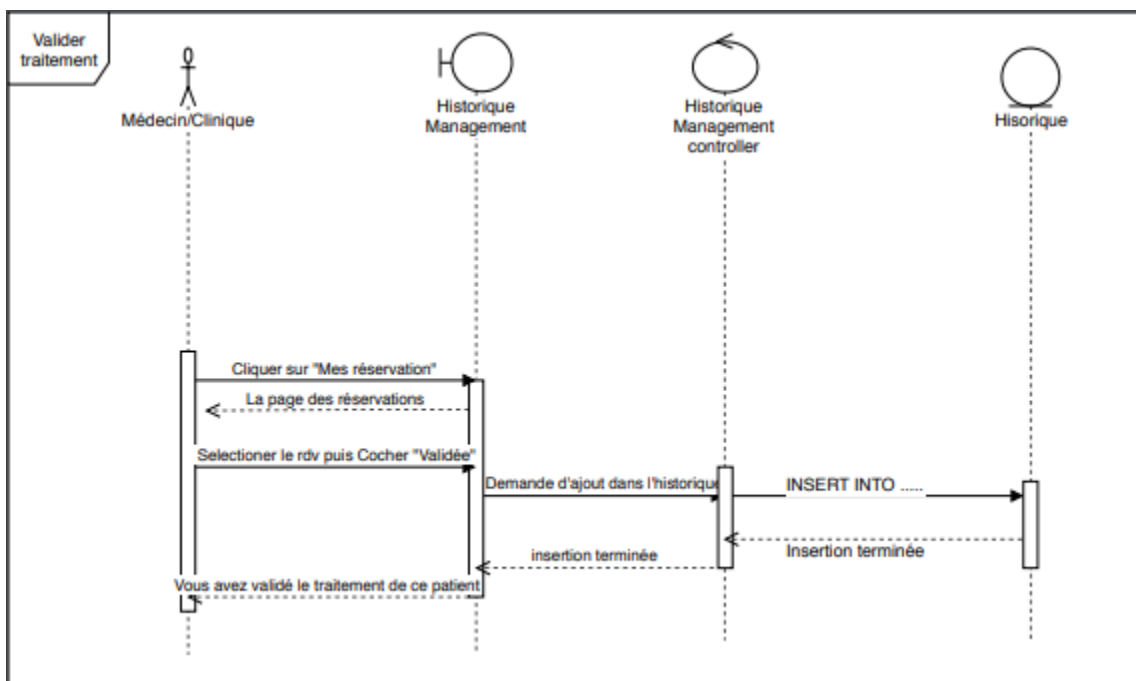 Valider
traitement
Médecin/Clinique
Historique
Management
Historique
Management
controller
Hisorique
Cliquer sur "Mes réservation"
La page des réservations
Selectioner le rdv puis Cocher "Validée"
Demande d'ajout dans l'historique
INSERT INTO .....
Insertion terminée
insertion terminée
Vous avez validé le traitement de ce patient